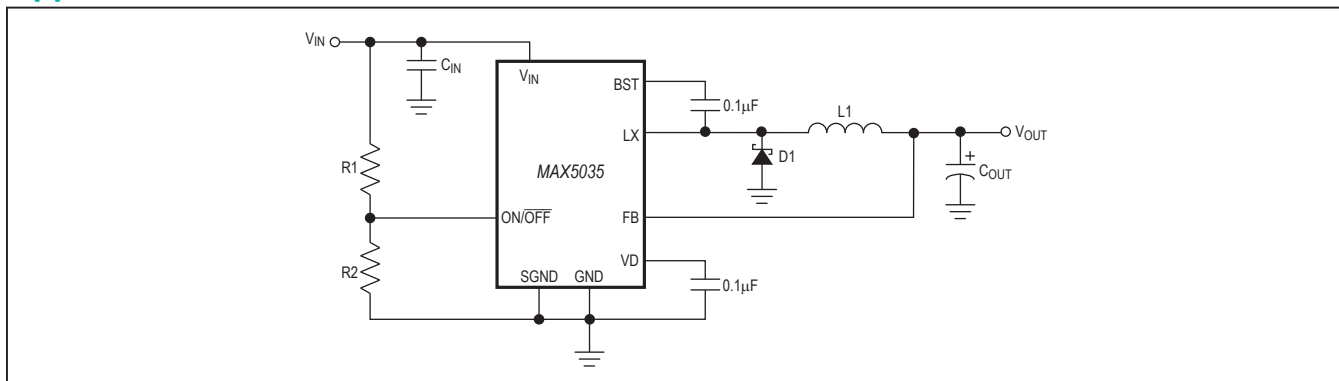 VIN
CIN
VIN
BST
0.1µF
LX
L1
VOUT
R1
MAX5035
D1
+
COUT
ON/OFF
FB
R2
VD
SGND GND
0.1µF